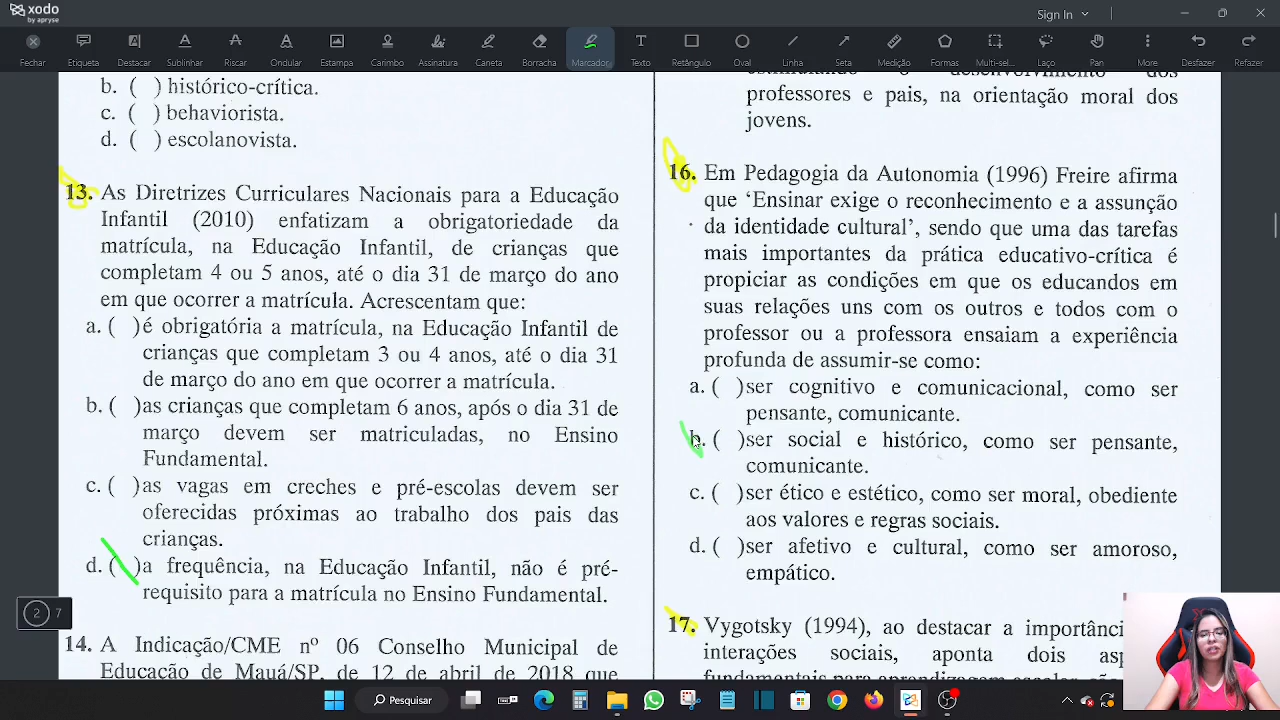 xodo
by apryse
Sign In
Fechar
Comentário
Destacar
Sublinhar
Riscar
Ondular
Estampa
Carimbo
Assinatura
Caneta
Borracha
Marcador
Texto
Retângulo
Oval
Linha
Seta
Medição
Formas
Multi-sel...
Laço
Pan
Mais
Desfazer
Refazer
b. ( ) histórico-crítica.
c. ( ) behaviorista.
d. ( ) escolanovista.
13. As Diretrizes Curriculares Nacionais para a Educação
Infantil (2010) enfatizam a obrigatoriedade da
matrícula, na Educação Infantil, de crianças que
completam 4 ou 5 anos, até o dia 31 de março do ano
em que ocorrer a matrícula. Acrescentam que:
a. ( )é obrigatória a matrícula, na Educação Infantil de
crianças que completam 3 ou 4 anos, até o dia 31
de março do ano em que ocorrer a matrícula.
b. ( )as crianças que completam 6 anos, após o dia 31 de
março devem ser matriculadas, no Ensino
Fundamental.
c. ( )as vagas em creches e pré-escolas devem ser
oferecidas próximas ao trabalho dos pais das
crianças.
d. ( )a frequência, na Educação Infantil, não é pré-
requisito para a matrícula no Ensino Fundamental.
14. A Indicação/CME nº 06 Conselho Municipal de
Educação de Mauá/SP, de 12 de abril de 2018 que
estimulando o desenvolvimento dos
professores e pais, na orientação moral dos
jovens.
16. Em Pedagogia da Autonomia (1996) Freire afirma
que 'Ensinar exige o reconhecimento e a assunção
da identidade cultural', sendo que uma das tarefas
mais importantes da prática educativo-crítica é
propiciar as condições em que os educandos em
suas relações uns com os outros e todos com o
professor ou a professora ensaiam a experiência
profunda de assumir-se como:
a. ( )ser cognitivo e comunicacional, como ser
pensante, comunicante.
b. ( )ser social e histórico, como ser pensante,
comunicante.
c. ( )ser ético e estético, como ser moral, obediente
aos valores e regras sociais.
d. ( )ser afetivo e cultural, como ser amoroso,
empático.
17. Vygotsky (1994), ao destacar a
interações sociais, aponta dois
fundamentais para aprendizagem escolar
2 7
Pesquisar